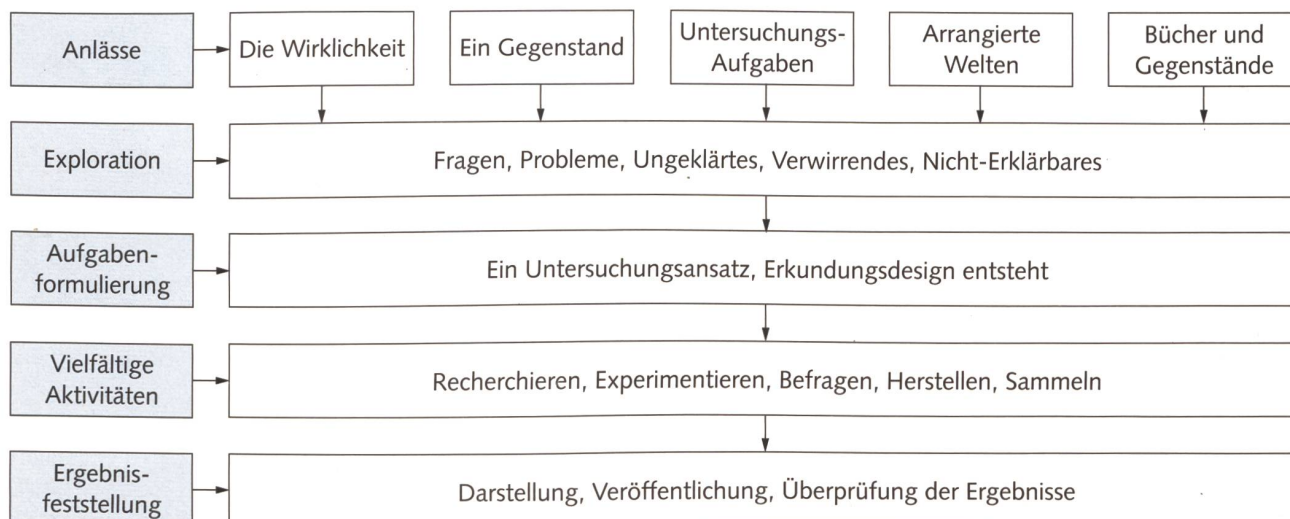 Anlässe
Die Wirklichkeit
Ein Gegenstand
Untersuchungs-
Aufgaben
Arrangierte
Welten
Bücher und
Gegenstände
Exploration
Fragen, Probleme, Ungeklärtes, Verwirrendes, Nicht-Erklärbares
Aufgaben-
formulierung
Ein Untersuchungsansatz, Erkundungsdesign entsteht
Vielfältige
Aktivitäten
Recherchieren, Experimentieren, Befragen, Herstellen, Sammeln
Ergebnis-
feststellung
Darstellung, Veröffentlichung, Überprüfung der Ergebnisse